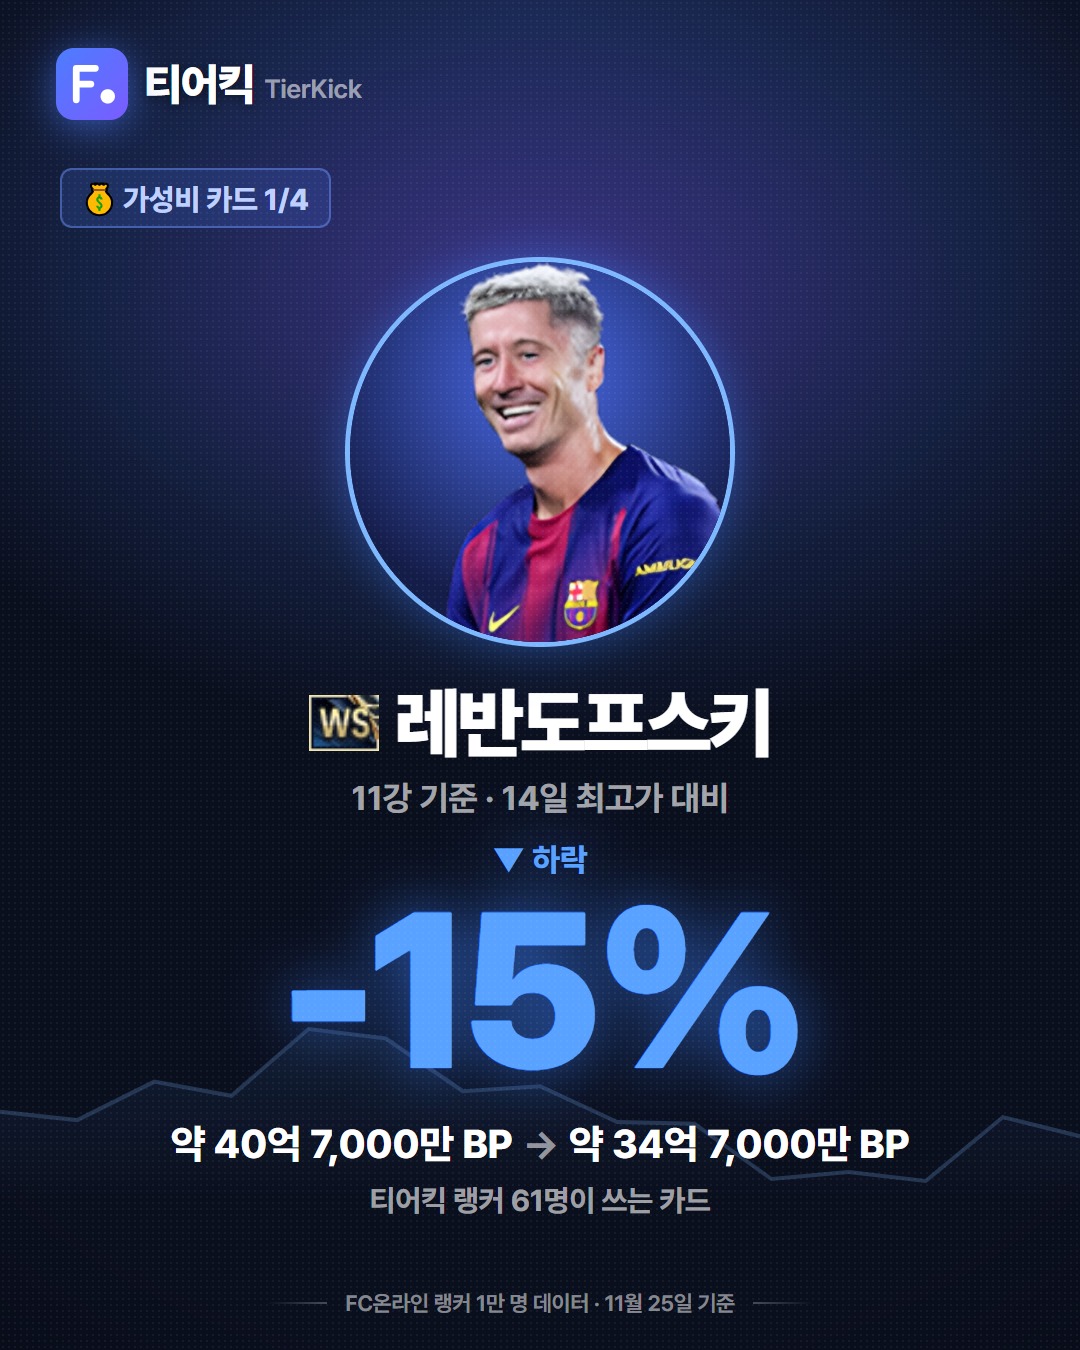 F. 티어킥 TierKick
💰 가성비 카드 1/4
AMBILIGH
WS 레반도프스키
11강 기준 · 14일 최고가 대비
▼ 하락
-15%
약 40억 7,000만 BP → 약 34억 7,000만 BP
티어킥 랭커 61명이 쓰는 카드
FC온라인 랭커 1만 명 데이터 · 11월 25일 기준